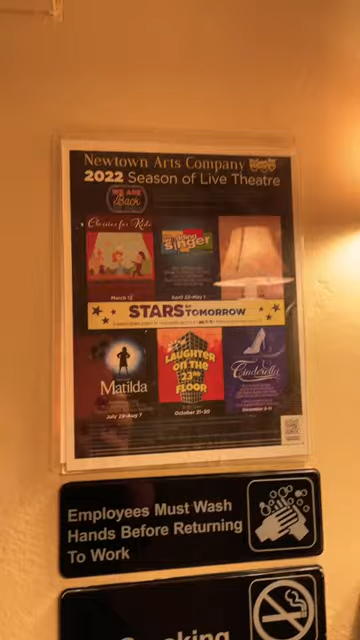 Newtown Arts Company
2022 Season of Live Theatre
WE ARE
Back
Classics for Kids
March 12
wedding
singer
April 22-May 1
STARS OF TOMORROW
Matilda
July 29-Aug 7
LAUGHTER
ON THE
23RD
FLOOR
October 21-30
Cinderella
December 2-11
Employees Must Wash
Hands Before Returning
To Work